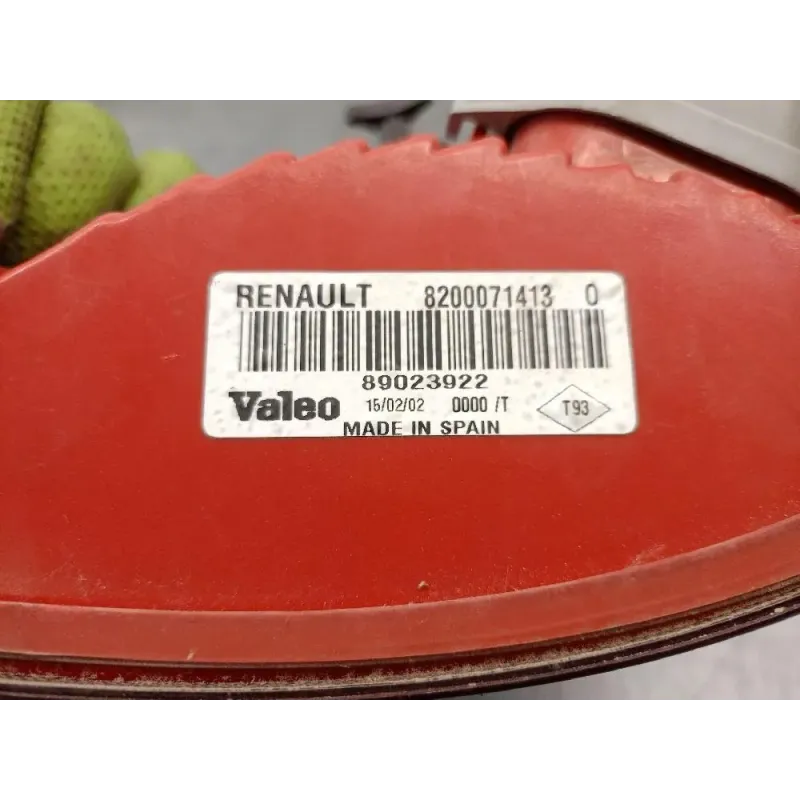 RENAULT 8200071413 0
89023922
Valeo 15/02/02 0000 /T T93
MADE IN SPAIN